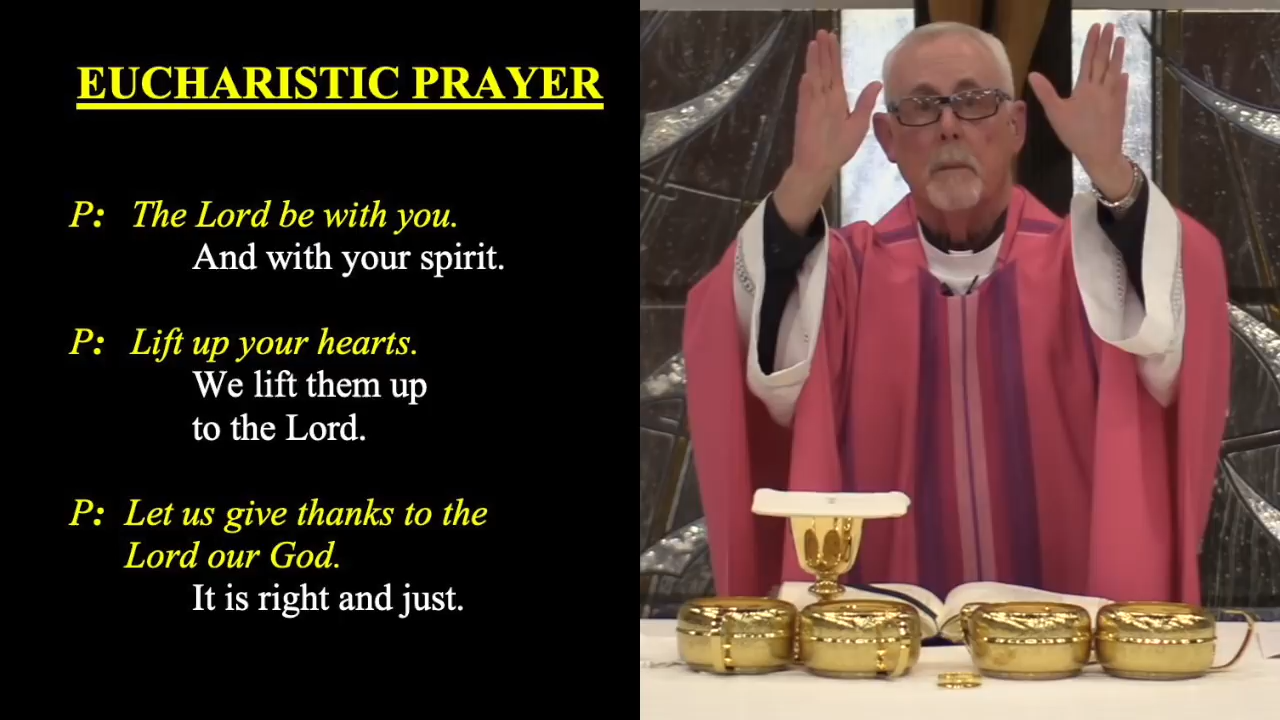 EUCHARISTIC PRAYER
P: The Lord be with you.
And with your spirit.
P: Lift up your hearts.
We lift them up
to the Lord.
P: Let us give thanks to the
Lord our God.
It is right and just.